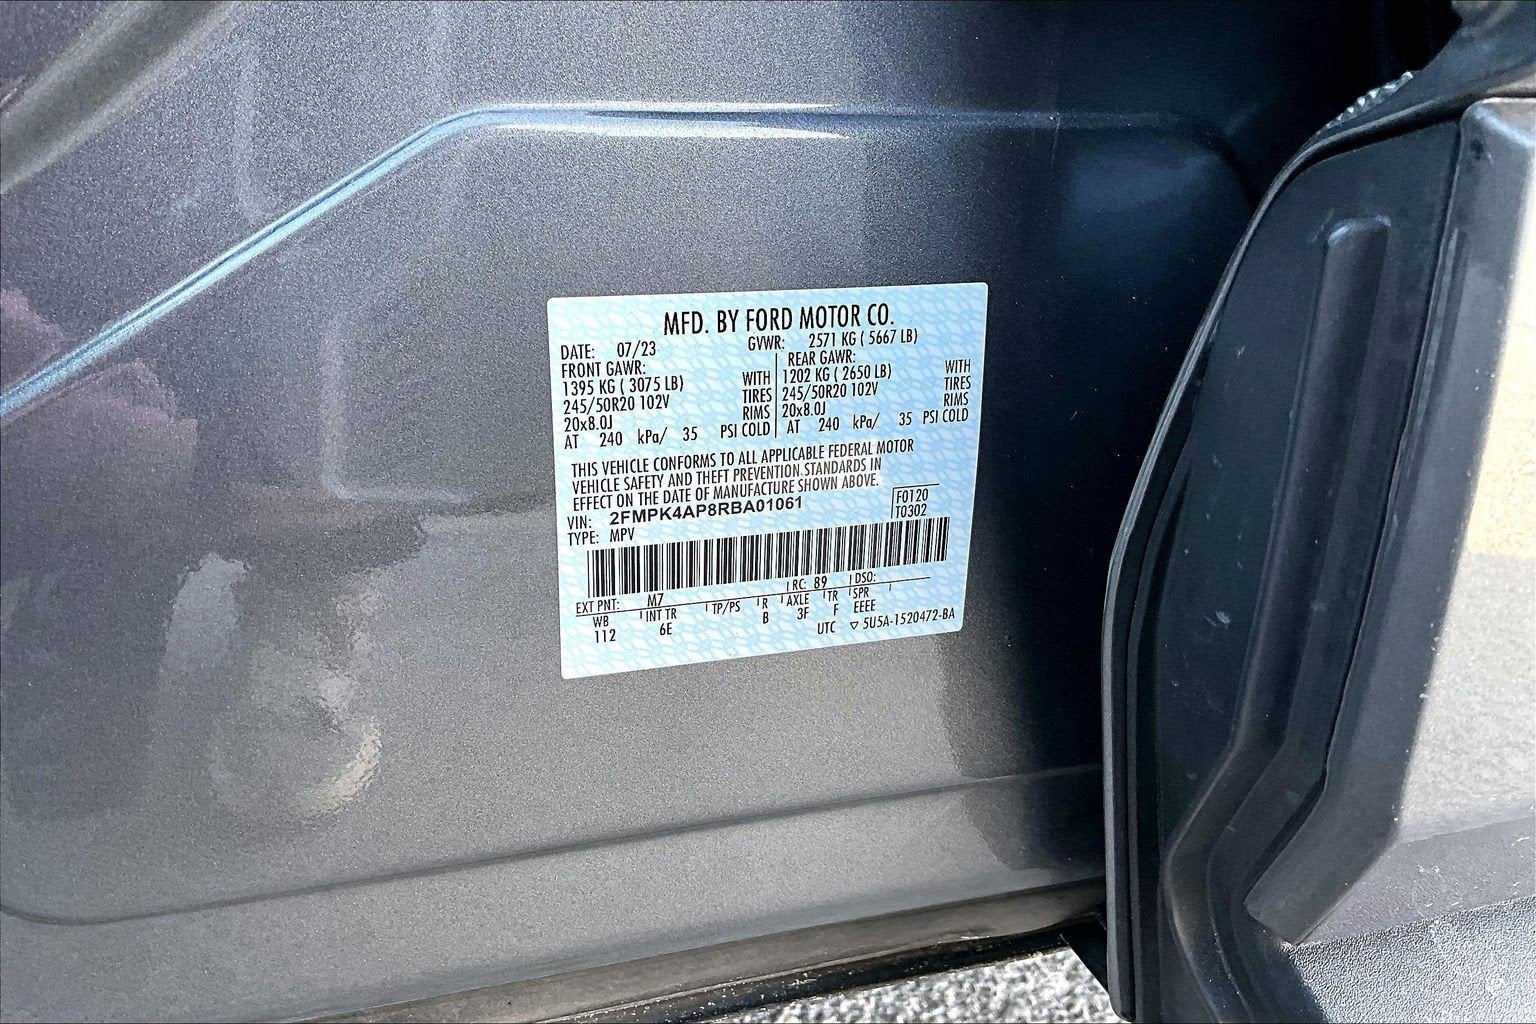 MFD. BY FORD MOTOR CO.
DATE: 07/23 GVWR: 2571 KG ( 5667 LB)
FRONT GAWR: REAR GAWR:
1395 KG ( 3075 LB) WITH 1202 KG ( 2650 LB) WITH
245/50R20 102V TIRES 245/50R20 102V TIRES
20x8.0J RIMS 20x8.0J RIMS
AT 240 kPa/ 35 PSI COLD AT 240 kPa/ 35 PSI COLD
THIS VEHICLE CONFORMS TO ALL APPLICABLE FEDERAL MOTOR
VEHICLE SAFETY AND THEFT PREVENTION STANDARDS IN
EFFECT ON THE DATE OF MANUFACTURE SHOWN ABOVE.
VIN: 2FMPK4AP8RBA01061 F0120
TYPE: MPV T0302
EXT PNT: M7 RC: 89 DSO:
WB INT TR TP/PS R AXLE TR SPR
112 6E B 3F F EEEE
UTC ▽ 5U5A-1520472-BA